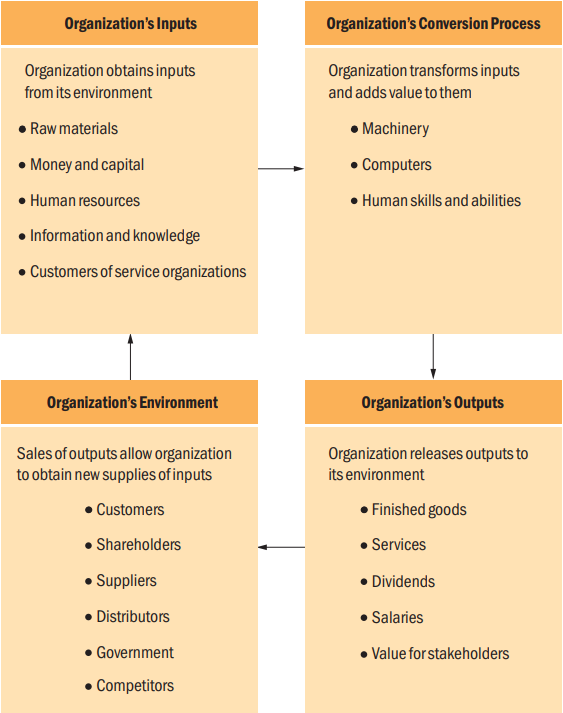 Organization's Inputs
Organization obtains inputs
from its environment
● Raw materials
● Money and capital
● Human resources
● Information and knowledge
● Customers of service organizations
Organization's Conversion Process
Organization transforms inputs
and adds value to them
● Machinery
● Computers
● Human skills and abilities
Organization's Environment
Sales of outputs allow organization
to obtain new supplies of inputs
● Customers
● Shareholders
● Suppliers
● Distributors
● Government
● Competitors
Organization's Outputs
Organization releases outputs to
its environment
● Finished goods
● Services
● Dividends
● Salaries
● Value for stakeholders